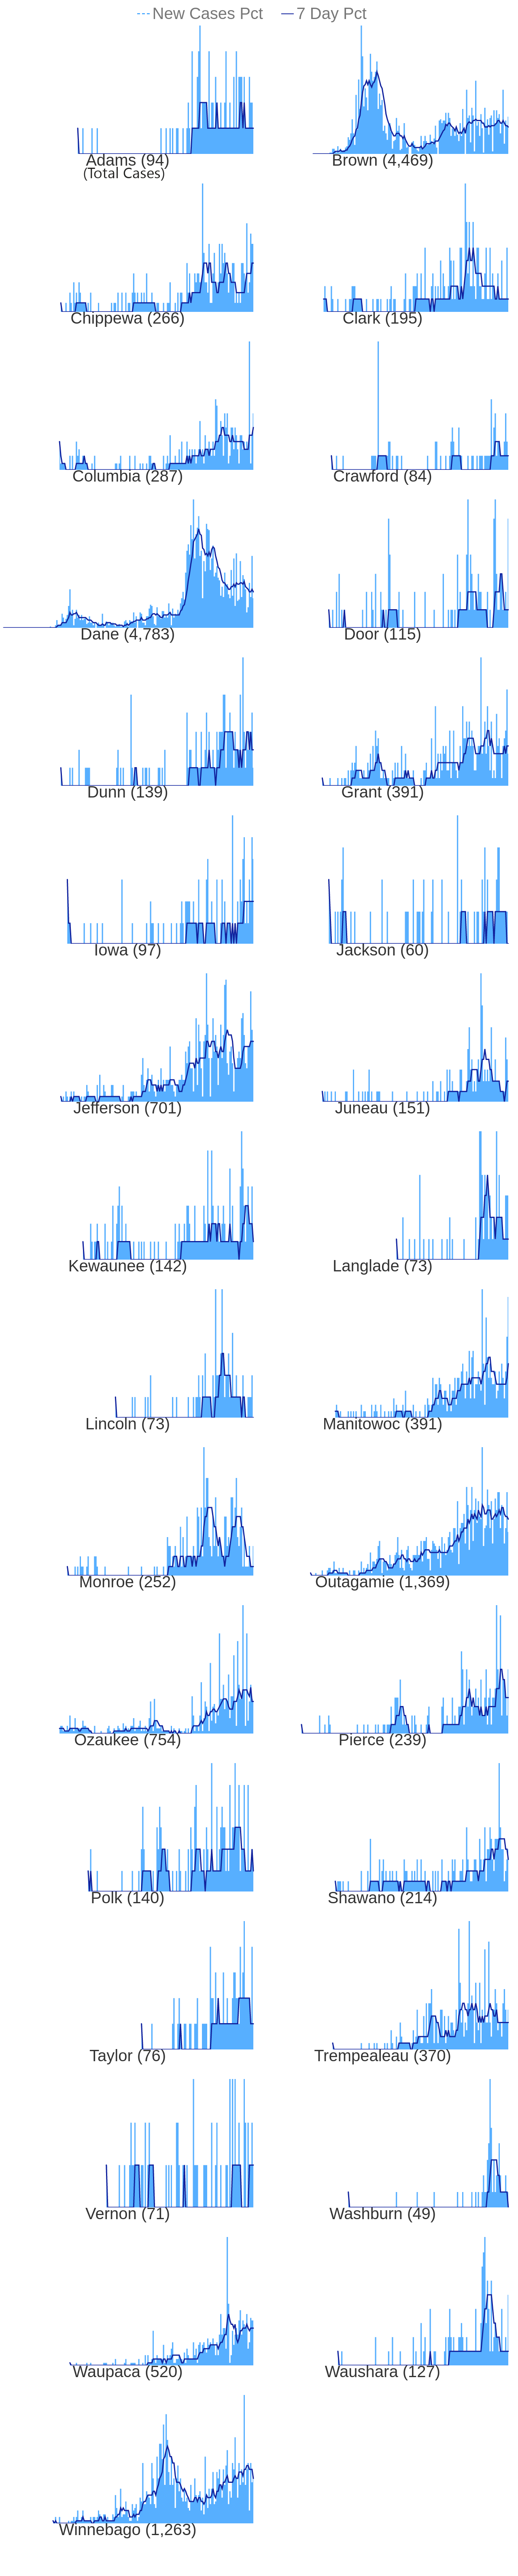 New Cases Pct 7 Day Pct
Adams (94) Brown (4,469)
(Total Cases)
Chippewa (266) Clark (195)
Columbia (287) Crawford (84)
Dane (4,783) Door (115)
Dunn (139) Grant (391)
Iowa (97) Jackson (60)
Jefferson (701) Juneau (151)
Kewaunee (142) Langlade (73)
Lincoln (73) Manitowoc (391)
Monroe (252) Outagamie (1,369)
Ozaukee (754) Pierce (239)
Polk (140) Shawano (214)
Taylor (76) Trempealeau (370)
Vernon (71) Washburn (49)
Waupaca (520) Waushara (127)
Winnebago (1,263)